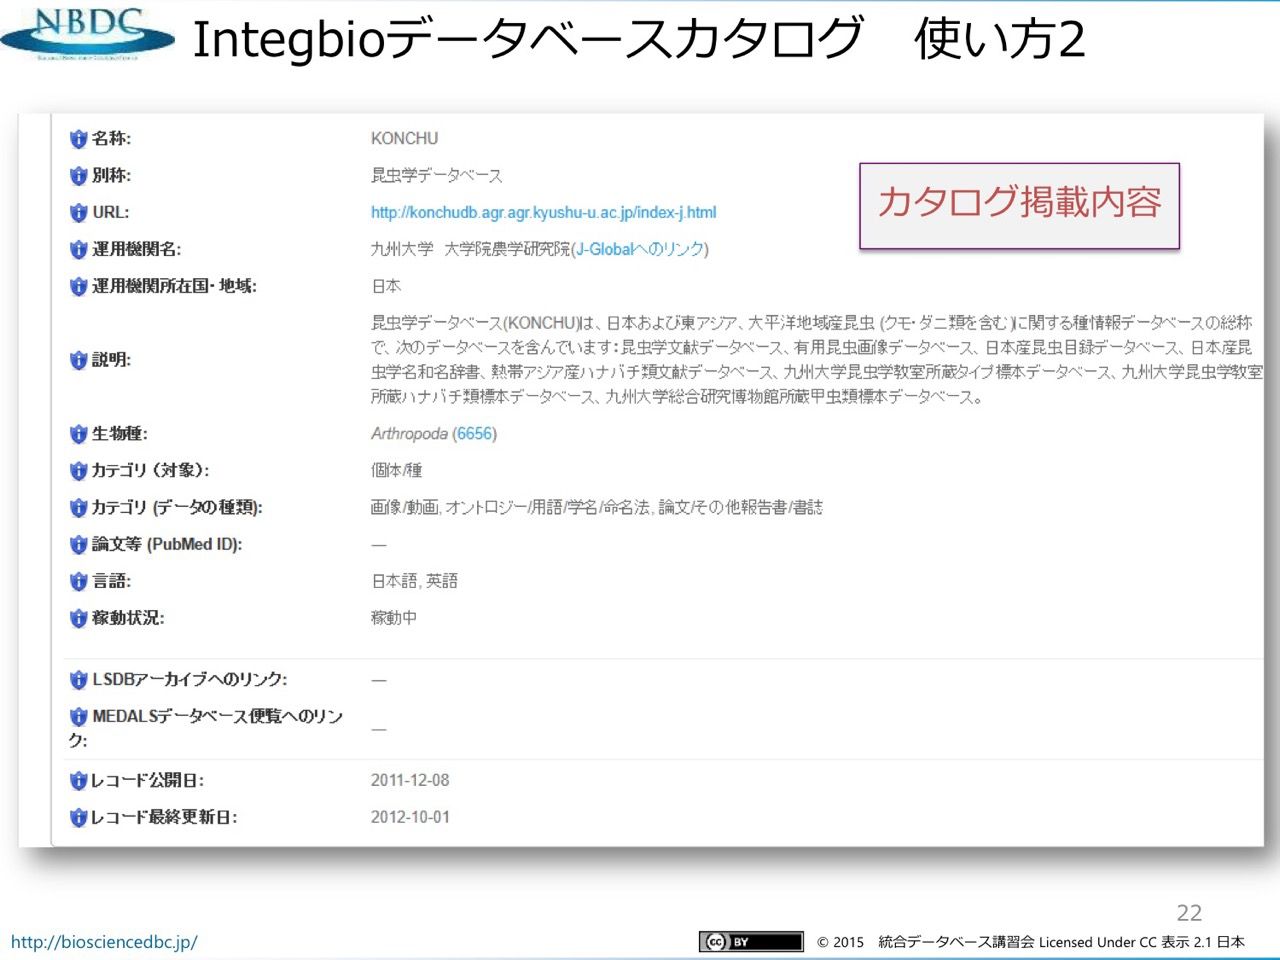 NBDC
Integbioデータベースカタログ　使い方2
カタログ掲載内容
名称: KONCHU
別称: 昆虫学データベース
URL: http://konchudb.agr.agr.kyushu-u.ac.jp/index-j.html
運用機関名: 九州大学　大学院農学研究院(J-Globalへのリンク)
運用機関所在国・地域: 日本
説明:
昆虫学データベース(KONCHU)は、日本および東アジア、太平洋地域産昆虫 (クモ・ダニ類を含む)に関する種情報データベースの総称
で、次のデータベースを含んでいます：昆虫学文献データベース、有用昆虫画像データベース、日本産昆虫目録データベース、日本産昆
虫学名和名辞書、熱帯アジア産ハナバチ類文献データベース、九州大学昆虫学教室所蔵タイプ標本データベース、九州大学昆虫学教室
所蔵ハナバチ類標本データベース、九州大学総合研究博物館所蔵甲虫類標本データベース。
生物種: Arthropoda (6656)
カテゴリ（対象）: 個体/種
カテゴリ (データの種類): 画像/動画, オントロジー/用語/学名/命名法, 論文/その他報告書/書誌
論文等 (PubMed ID): —
言語: 日本語, 英語
稼動状況: 稼動中
LSDBアーカイブへのリンク: —
MEDALSデータベース便覧へのリン
ク: —
レコード公開日: 2011-12-08
レコード最終更新日: 2012-10-01
22
http://biosciencedbc.jp/
cc BY © 2015　統合データベース講習会 Licensed Under CC 表示 2.1 日本